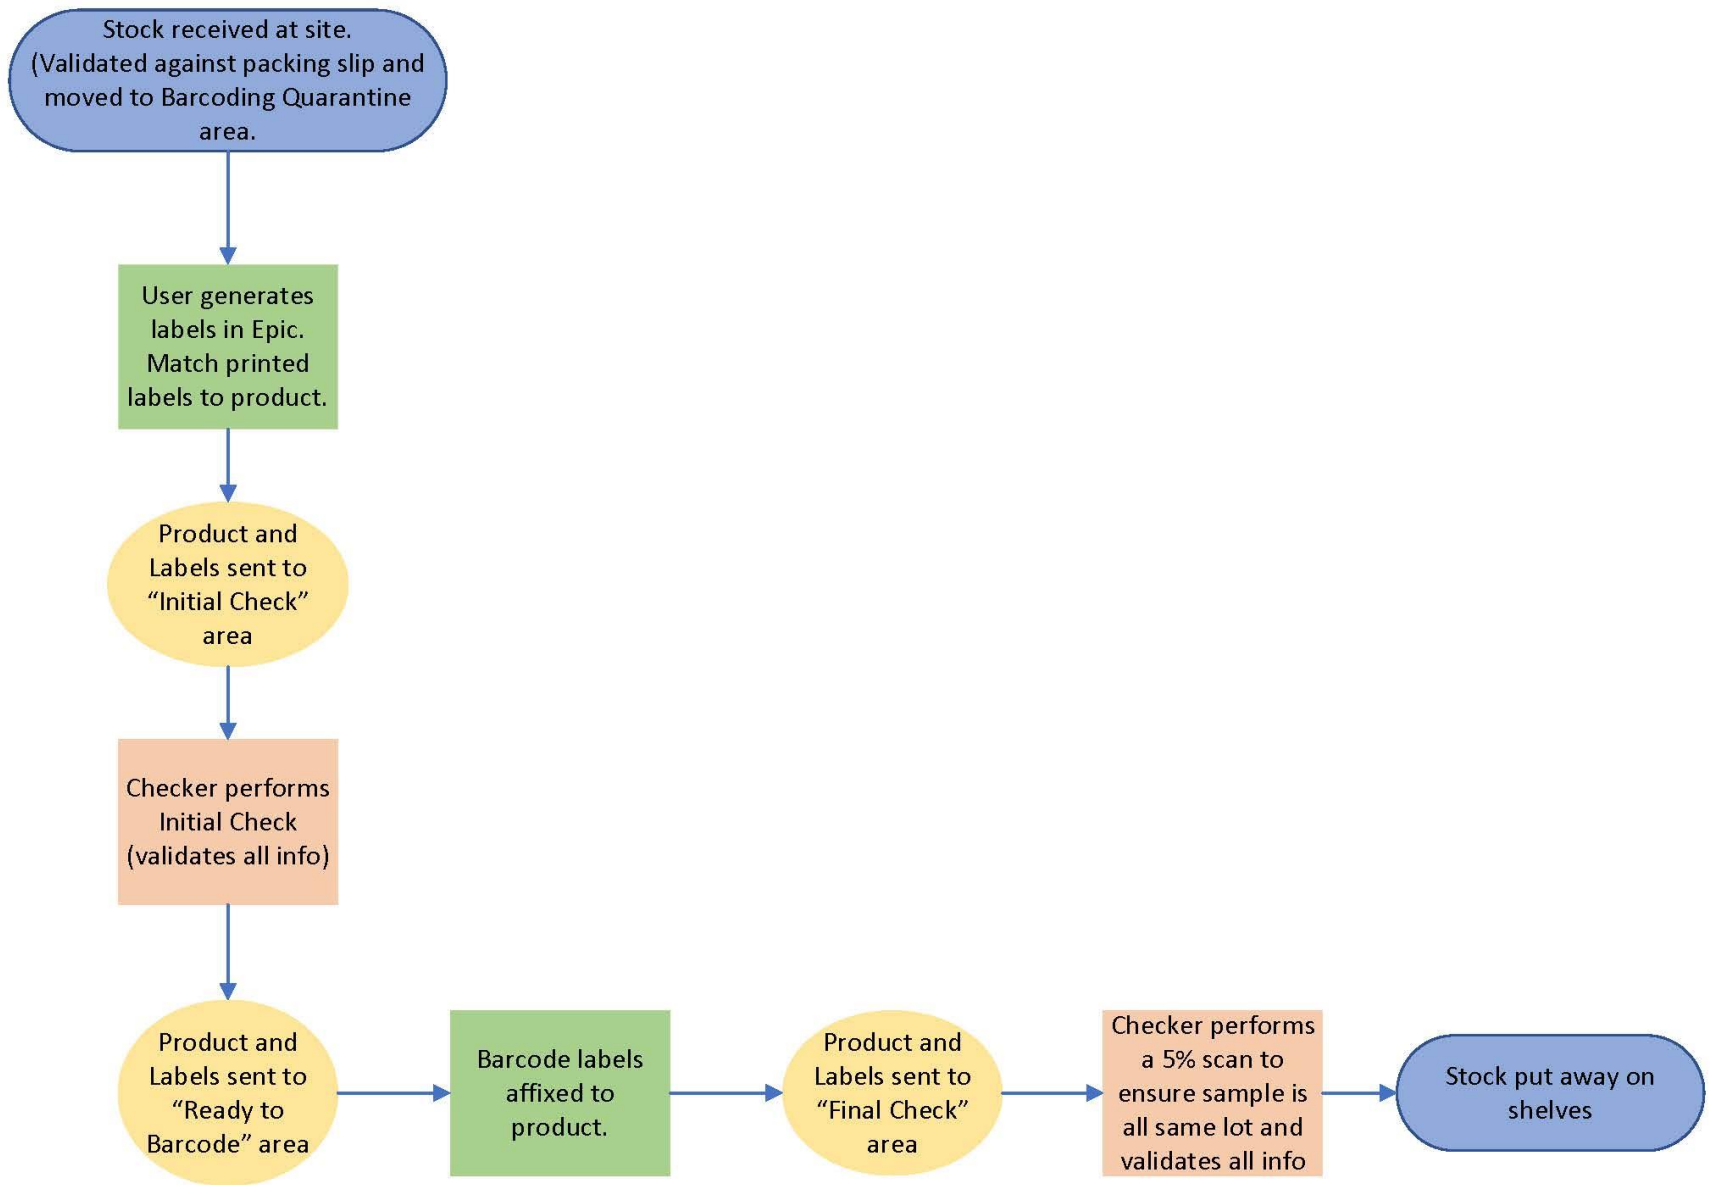 Stock received at site.
(Validated against packing slip and
moved to Barcoding Quarantine
area.
User generates
labels in Epic.
Match printed
labels to product.
Product and
Labels sent to
“Initial Check”
area
Checker performs
Initial Check
(validates all info)
Product and
Labels sent to
“Ready to
Barcode” area
Barcode labels
affixed to
product.
Product and
Labels sent to
“Final Check”
area
Checker performs
a 5% scan to
ensure sample is
all same lot and
validates all info
Stock put away on
shelves